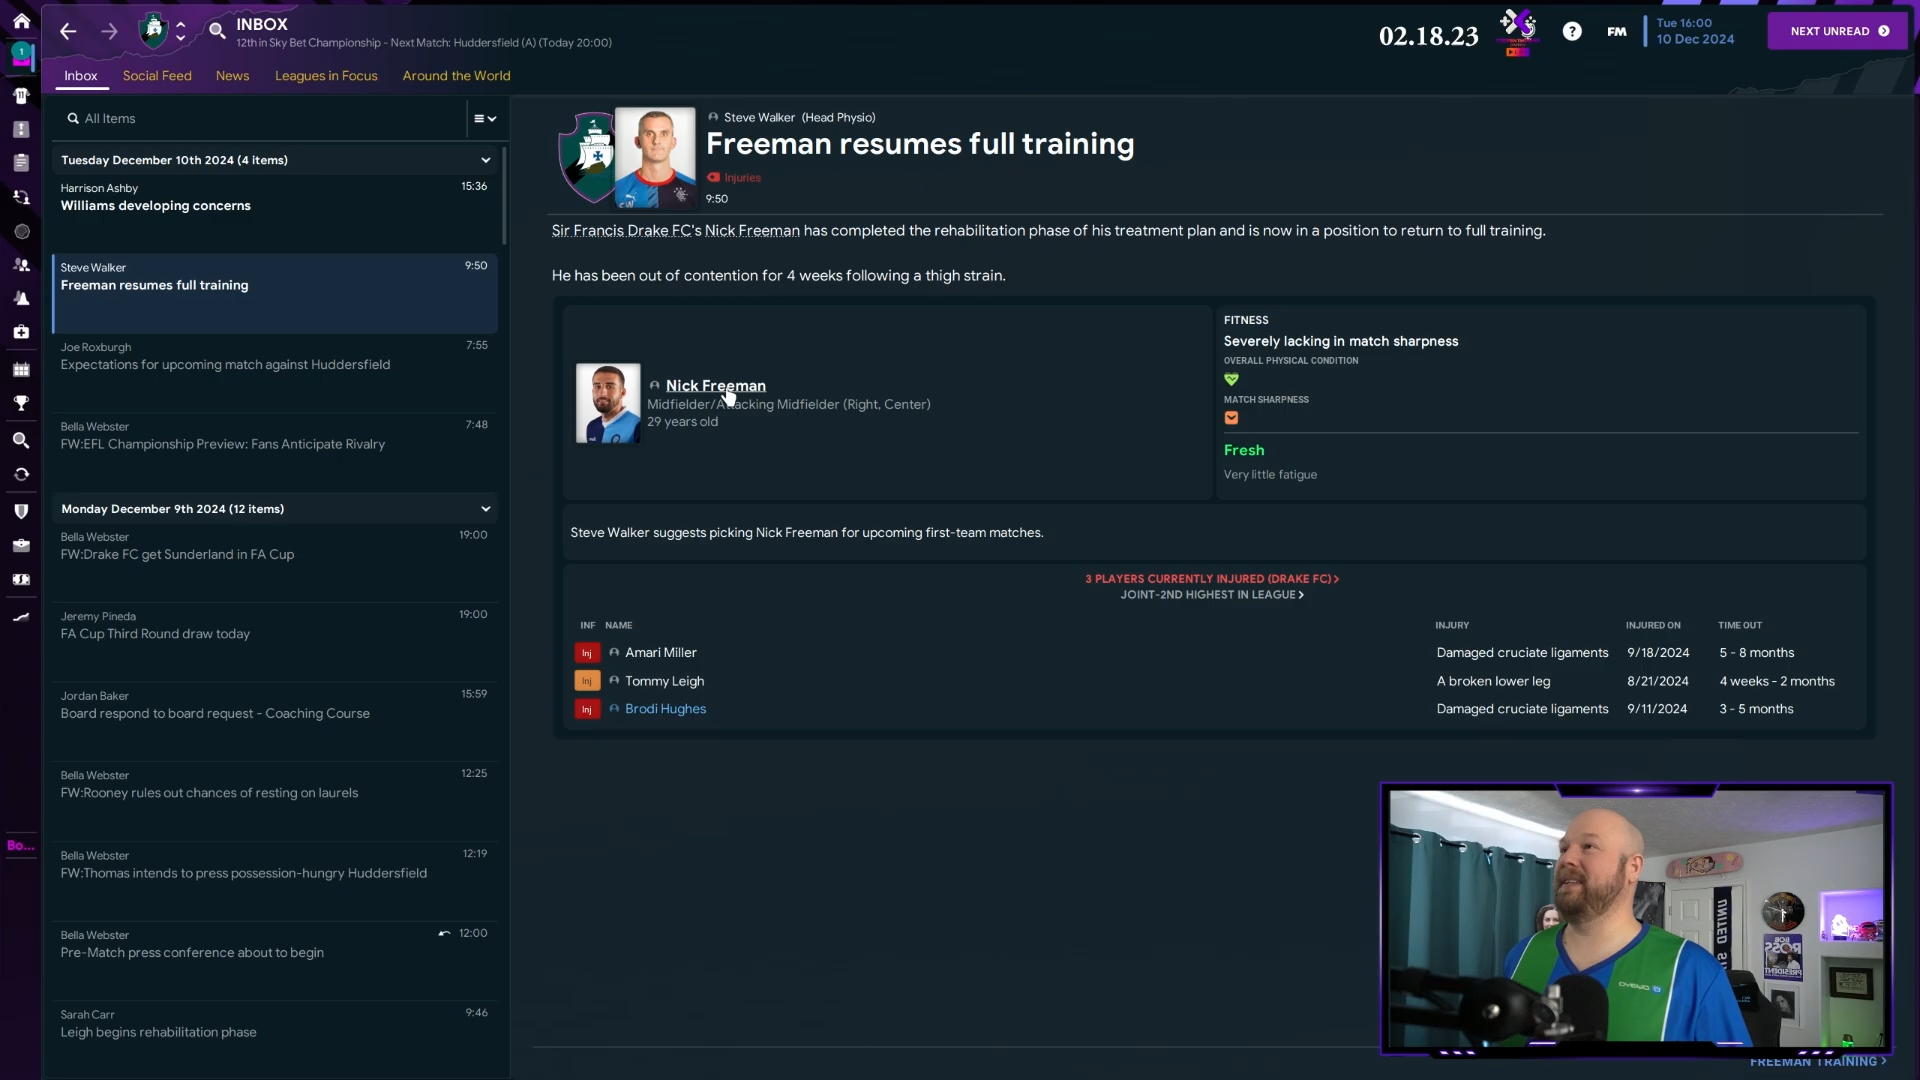 INBOX
12th in Sky Bet Championship - Next Match: Huddersfield (A) (Today 20:00)
02.18.23
FM
Tue 16:00
10 Dec 2024
NEXT UNREAD
1
Inbox
Social Feed
News
Leagues in Focus
Around the World
All Items
Tuesday December 10th 2024 (4 items)
Harrison Ashby
15:36
Williams developing concerns
Steve Walker
9:50
Freeman resumes full training
Joe Roxburgh
7:55
Expectations for upcoming match against Huddersfield
Bella Webster
7:48
FW:EFL Championship Preview: Fans Anticipate Rivalry
Monday December 9th 2024 (12 items)
Bella Webster
19:00
FW:Drake FC get Sunderland in FA Cup
Jeremy Pineda
19:00
FA Cup Third Round draw today
Jordan Baker
15:59
Board respond to board request - Coaching Course
Bella Webster
12:25
FW:Rooney rules out chances of resting on laurels
Bella Webster
12:19
FW:Thomas intends to press possession-hungry Huddersfield
Bella Webster
12:00
Pre-Match press conference about to begin
Sarah Carr
9:46
Leigh begins rehabilitation phase
Bo...
Steve Walker (Head Physio)
Freeman resumes full training
Injuries
9:50
Sir Francis Drake FC's Nick Freeman has completed the rehabilitation phase of his treatment plan and is now in a position to return to full training.
He has been out of contention for 4 weeks following a thigh strain.
Nick Freeman
Midfielder/Attacking Midfielder (Right, Center)
29 years old
FITNESS
Severely lacking in match sharpness
OVERALL PHYSICAL CONDITION
MATCH SHARPNESS
Fresh
Very little fatigue
Steve Walker suggests picking Nick Freeman for upcoming first-team matches.
3 PLAYERS CURRENTLY INJURED (DRAKE FC)
JOINT-2ND HIGHEST IN LEAGUE
INF NAME INJURY INJURED ON TIME OUT
Inj Amari Miller Damaged cruciate ligaments 9/18/2024 5 - 8 months
Inj Tommy Leigh A broken lower leg 8/21/2024 4 weeks - 2 months
Inj Brodi Hughes Damaged cruciate ligaments 9/11/2024 3 - 5 months
UNITED
BOB
ROSS
PRESIDENT
FREEMAN TRAINING